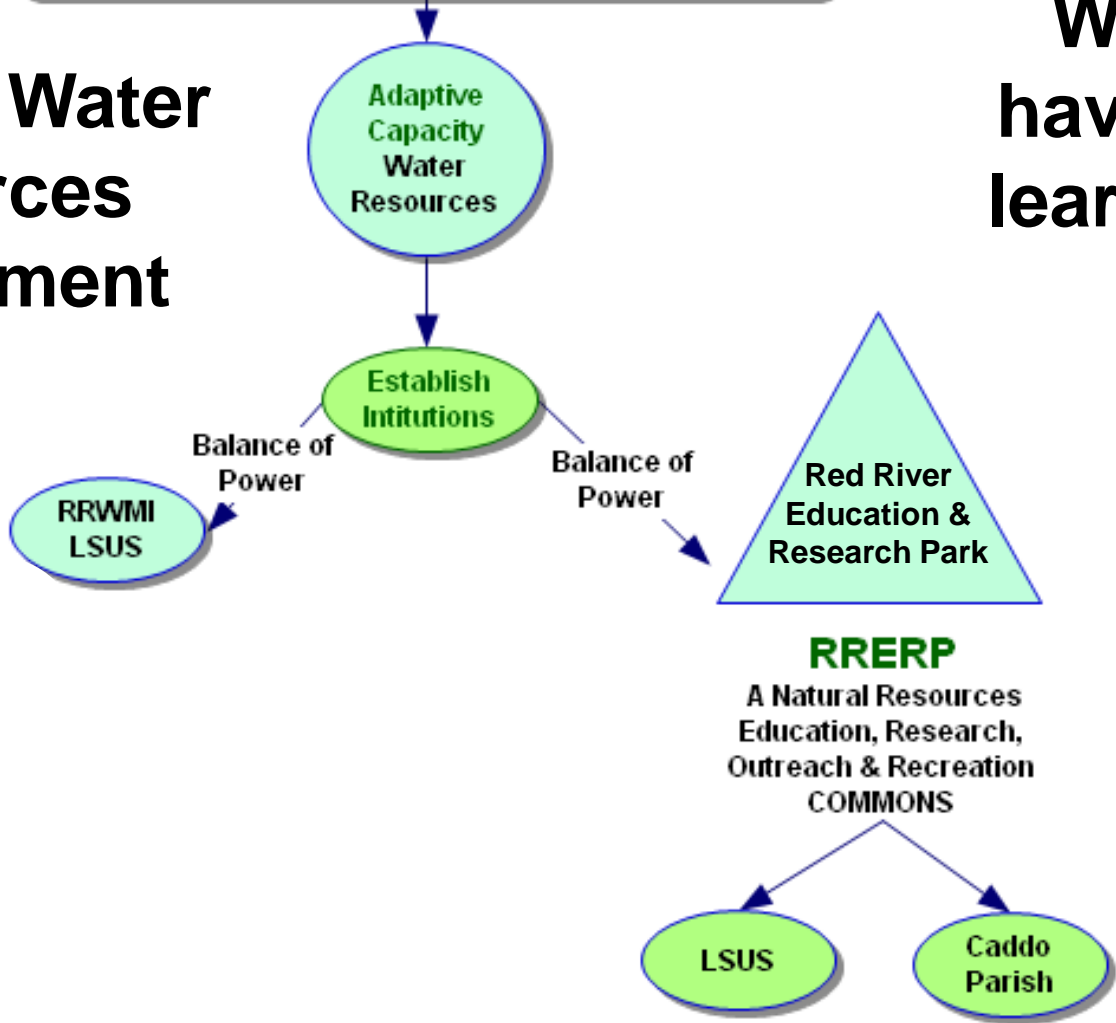 Water
rces
ment
W
hav
lear
Adaptive
Capacity
Water
Resources
Establish
Intitutions
Balance of
Power
Balance of
Power
RRWMI
LSUS
Red River
Education &
Research Park
RRERP
A Natural Resources
Education, Research,
Outreach & Recreation
COMMONS
LSUS
Caddo
Parish